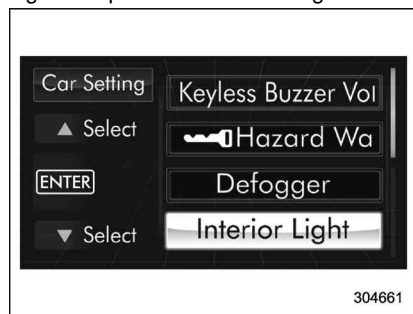 Car Setting
▲ Select
ENTER
▼ Select
Keyless Buzzer Vol
Hazard Wa
Defogger
Interior Light
304661